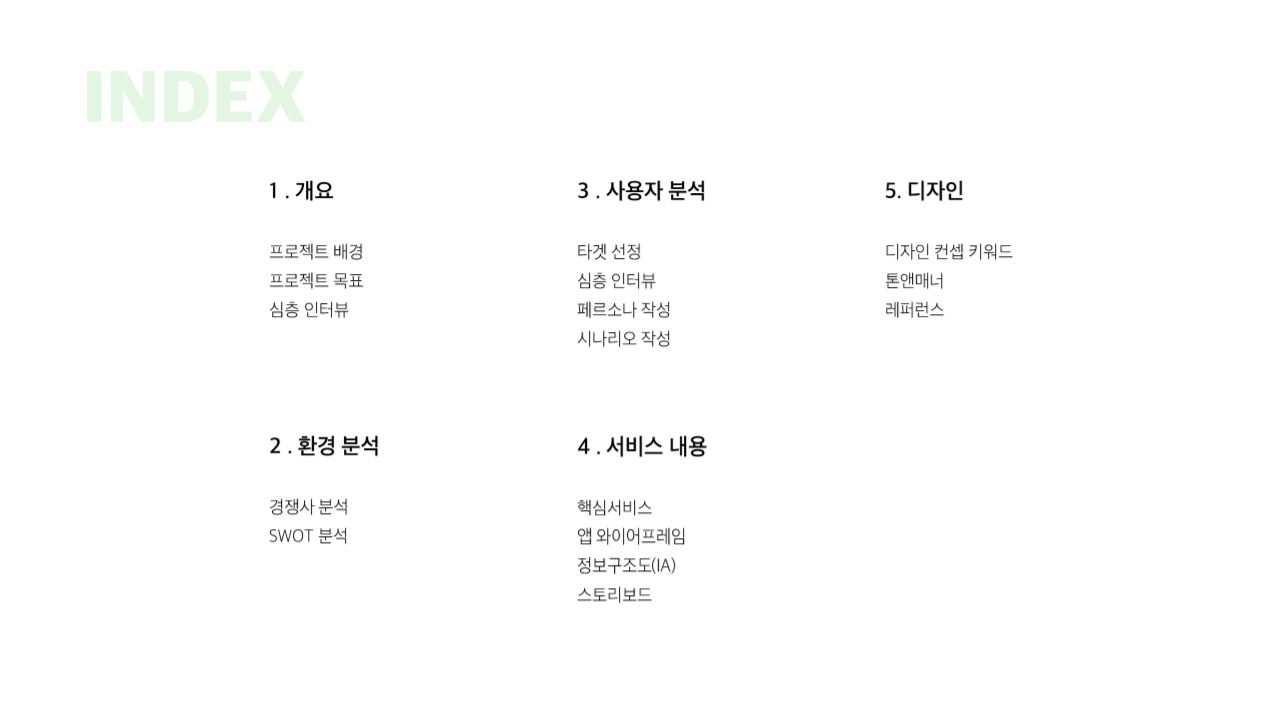 INDEX
1 . 개요
프로젝트 배경
프로젝트 목표
심층 인터뷰
2 . 환경 분석
경쟁사 분석
SWOT 분석
3 . 사용자 분석
타겟 선정
심층 인터뷰
페르소나 작성
시나리오 작성
4 . 서비스 내용
핵심서비스
앱 와이어프레임
정보구조도(IA)
스토리보드
5. 디자인
디자인 컨셉 키워드
톤앤매너
레퍼런스